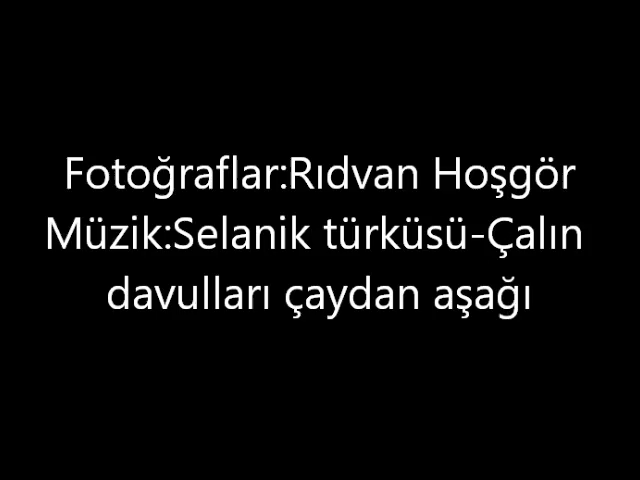 Fotoğraflar:Rıdvan Hoşgör
Müzik:Selanik türküsü-Çalın
davulları çaydan aşağı